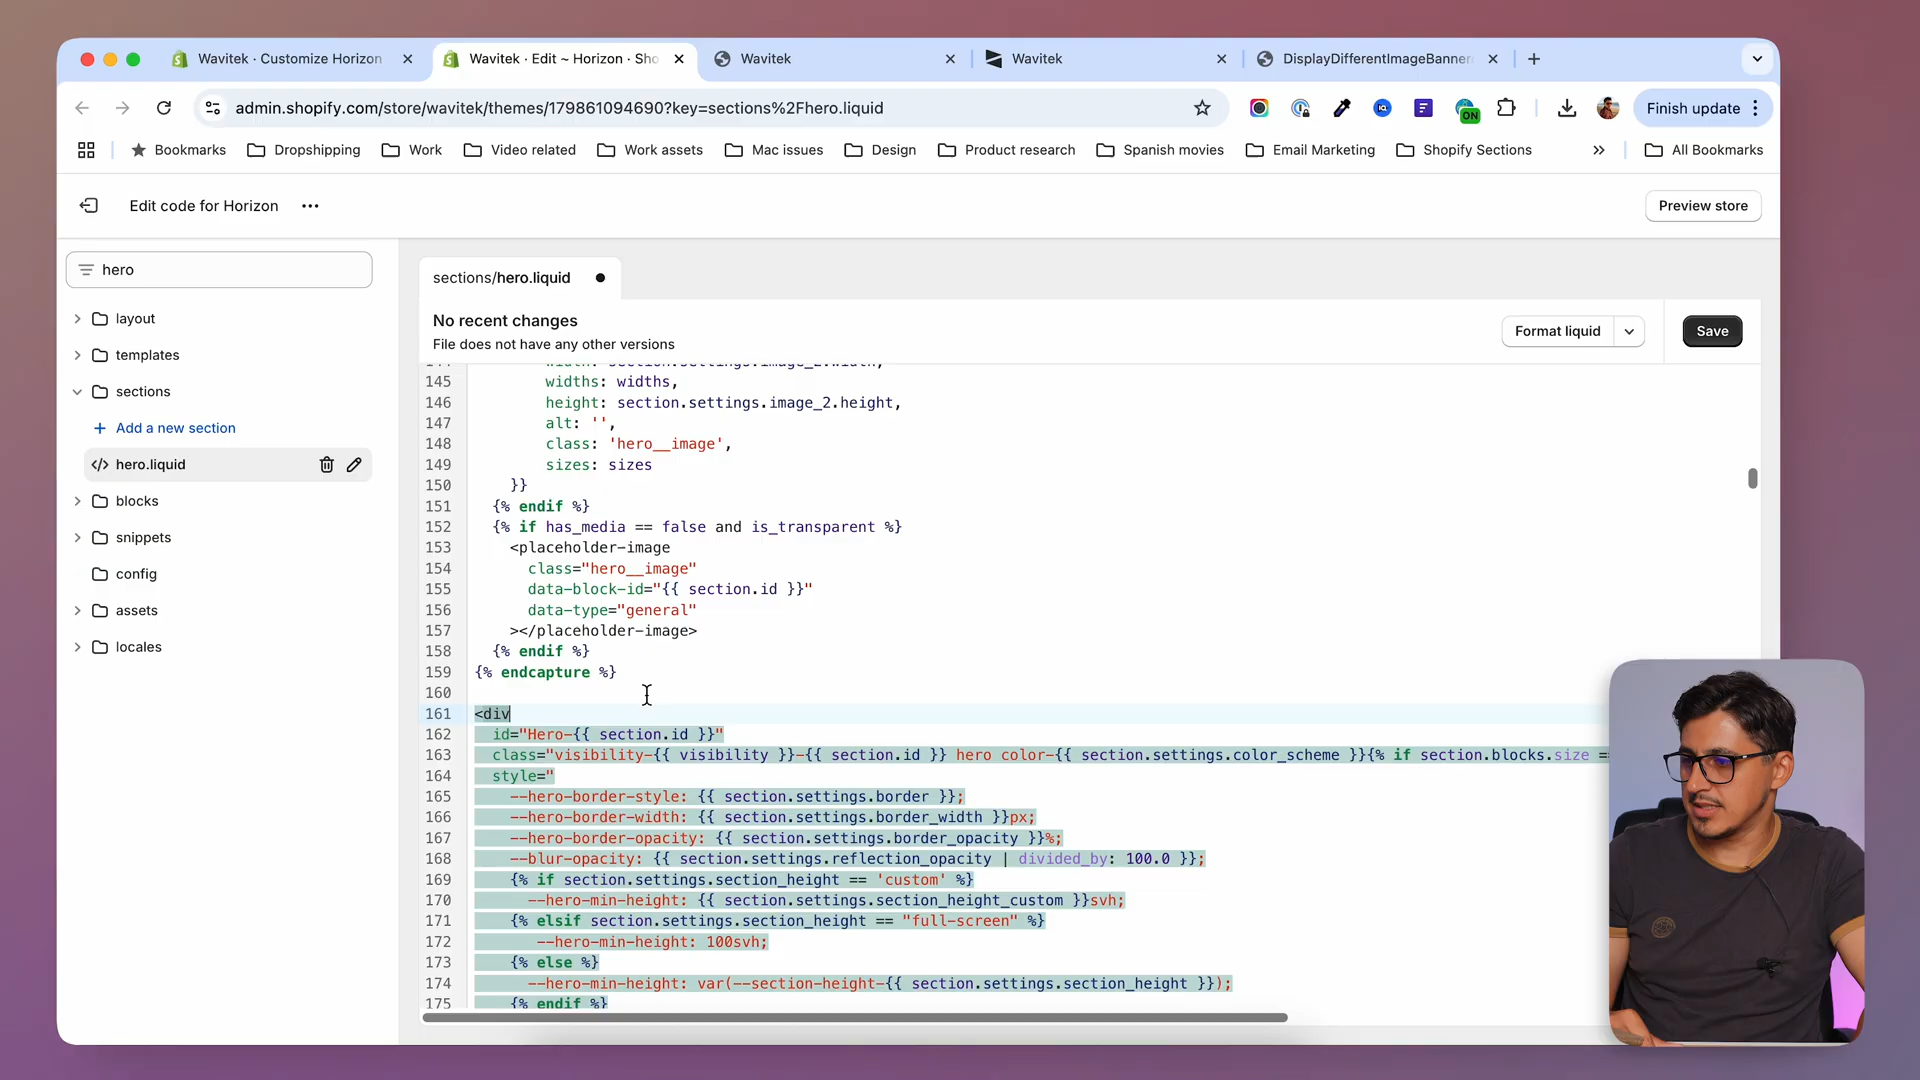 Wavitek · Customize Horizon
Wavitek · Edit ~ Horizon · Sho
Wavitek
Wavitek
DisplayDifferentImageBanner
admin.shopify.com/store/wavitek/themes/179861094690?key=sections%2Fhero.liquid
ON
Finish update
Bookmarks
Dropshipping
Work
Video related
Work assets
Mac issues
Design
Product research
Spanish movies
Email Marketing
Shopify Sections
All Bookmarks
Edit code for Horizon
Preview store
hero
layout
templates
sections
Add a new section
hero.liquid
blocks
snippets
config
assets
locales
sections/hero.liquid
No recent changes
File does not have any other versions
Format liquid
Save
144 width: section.settings.image_2.width,
145 widths: widths,
146 height: section.settings.image_2.height,
147 alt: '',
148 class: 'hero__image',
149 sizes: sizes
150 }}
151 {% endif %}
152 {% if has_media == false and is_transparent %}
153 <placeholder-image
154 class="hero__image"
155 data-block-id="{{ section.id }}"
156 data-type="general"
157 ></placeholder-image>
158 {% endif %}
159 {% endcapture %}
160
161 <div
162 id="Hero-{{ section.id }}"
163 class="visibility-{{ visibility }}-{{ section.id }} hero color-{{ section.settings.color_scheme }}{% if section.blocks.size ==
164 style="
165 --hero-border-style: {{ section.settings.border }};
166 --hero-border-width: {{ section.settings.border_width }}px;
167 --hero-border-opacity: {{ section.settings.border_opacity }}%;
168 --blur-opacity: {{ section.settings.reflection_opacity | divided_by: 100.0 }};
169 {% if section.settings.section_height == 'custom' %}
170 --hero-min-height: {{ section.settings.section_height_custom }}svh;
171 {% elsif section.settings.section_height == "full-screen" %}
172 --hero-min-height: 100svh;
173 {% else %}
174 --hero-min-height: var(--section-height-{{ section.settings.section_height }});
175 {% endif %}